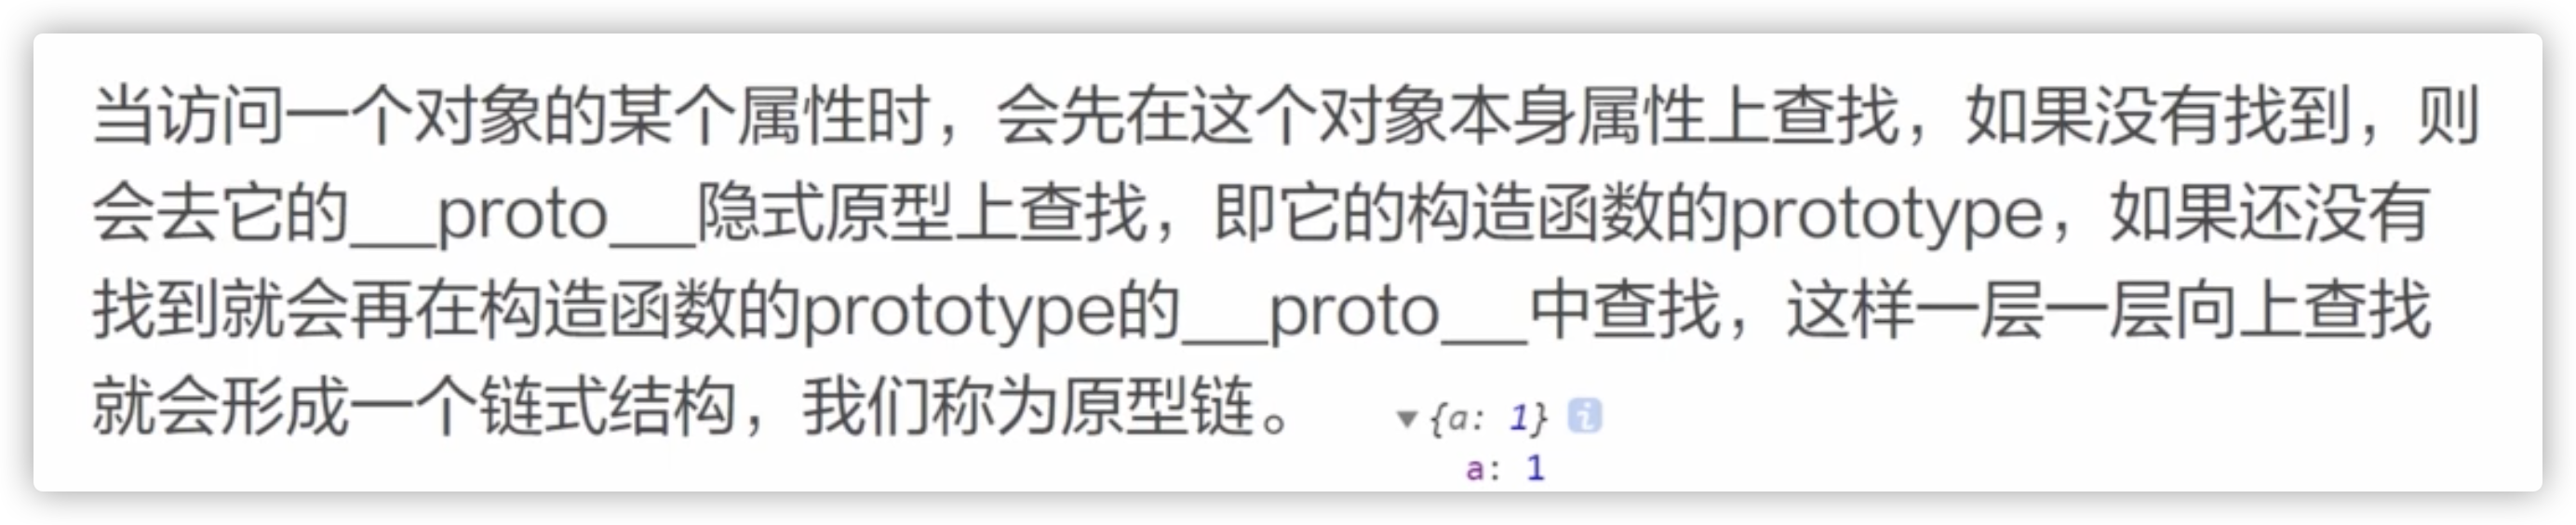 当访问一个对象的某个属性时，会先在这个对象本身属性上查找，如果没有找到，则
会去它的__proto__隐式原型上查找，即它的构造函数的prototype，如果还没有
找到就会再在构造函数的prototype的__proto__中查找，这样一层一层向上查找
就会形成一个链式结构，我们称为原型链。 ▼{a: 1} i
a: 1